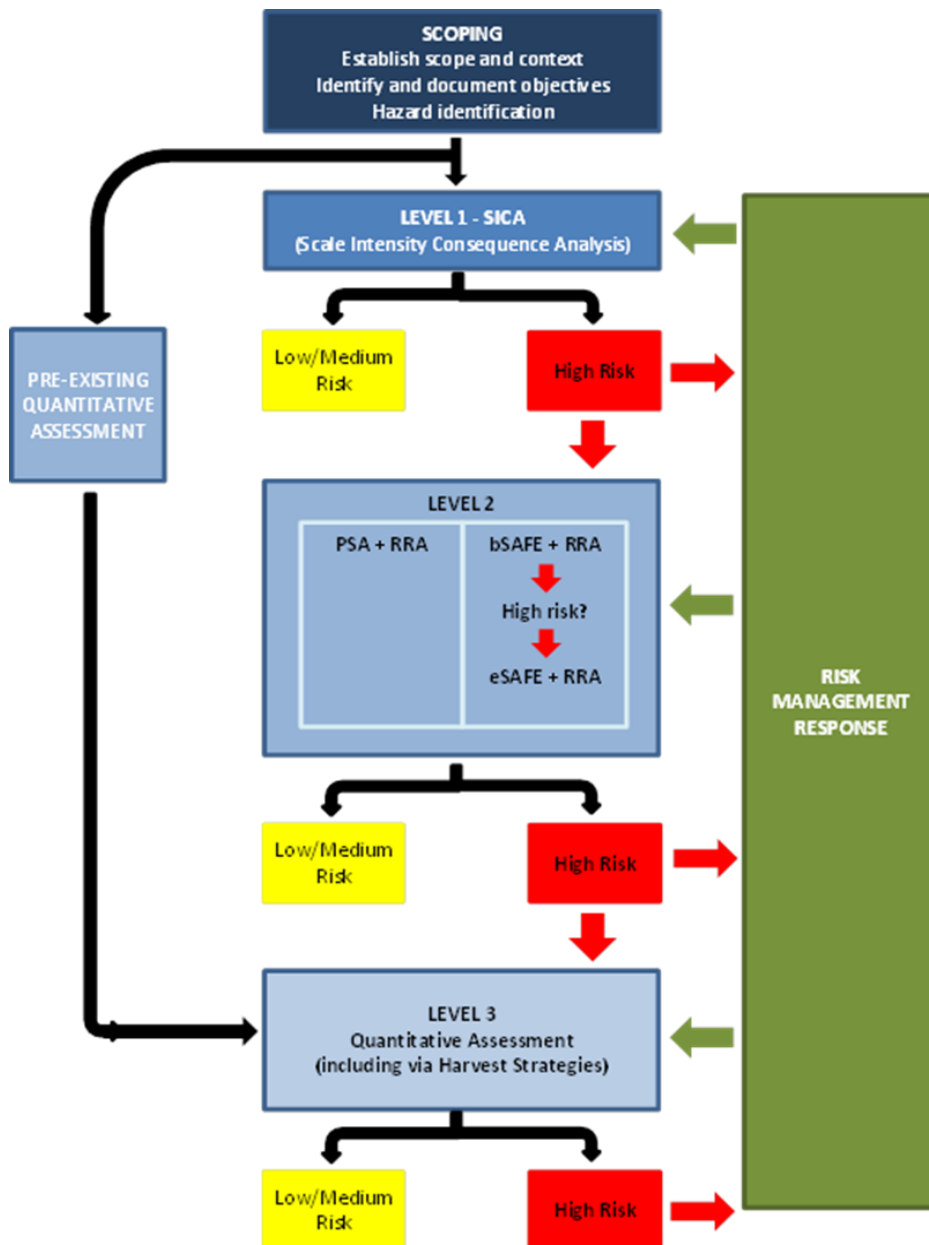 SCOPING
Establish scope and context
Identify and document objectives
Hazard identification
LEVEL 1 - SICA
(Scale Intensity Consequence Analysis)
Low/Medium
Risk
High Risk
PRE-EXISTING
QUANTITATIVE
ASSESSMENT
LEVEL 2
PSA + RRA
bSAFE + RRA
High risk?
eSAFE + RRA
RISK
MANAGEMENT
RESPONSE
Low/Medium
Risk
High Risk
LEVEL 3
Quantitative Assessment
(including via Harvest Strategies)
Low/Medium
Risk
High Risk